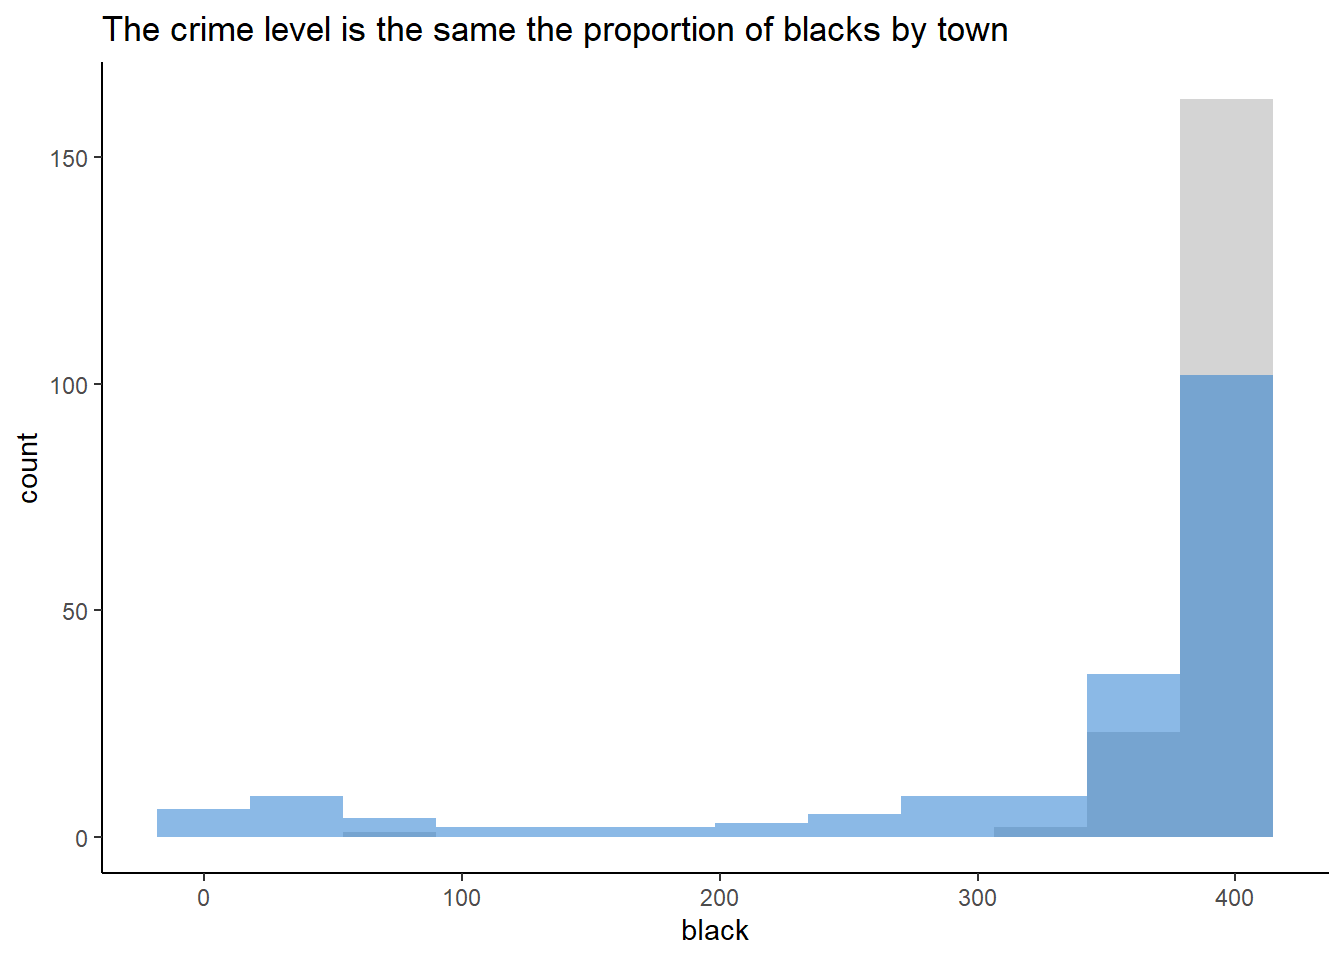 The crime level is the same the proportion of blacks by town
count
150
100
50
0
0 100 200 300 400
black